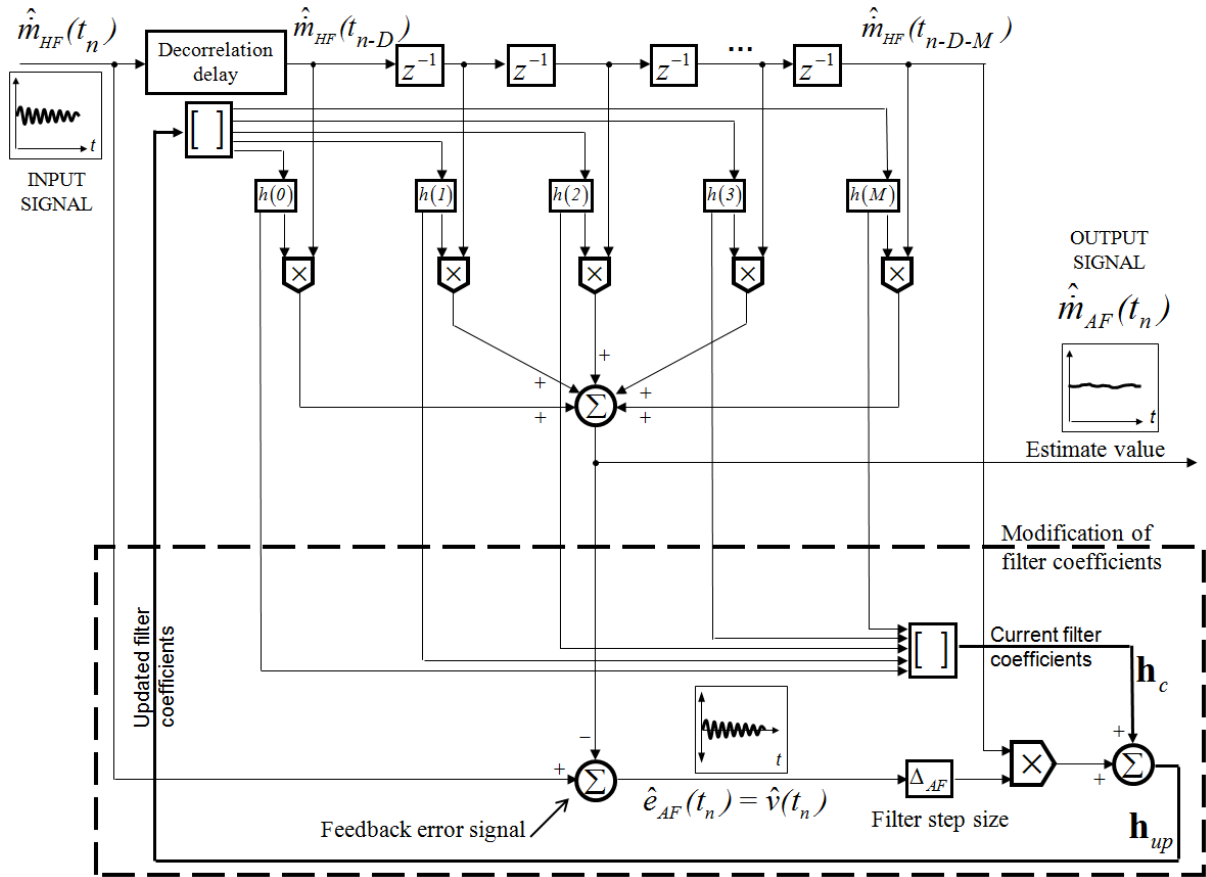 m̂̇_HF(t_n)
Decorrelation
delay
m̂̇_HF(t_{n-D})
z⁻¹
z⁻¹
z⁻¹
...
z⁻¹
m̂̇_HF(t_{n-D-M})
t
INPUT
SIGNAL
[ ]
h(0)
h(1)
h(2)
h(3)
h(M)
×
×
×
×
×
OUTPUT
SIGNAL
m̂̇_AF(t_n)
t
Estimate value
+
+
+
+
+
Σ
Modification of
filter coefficients
Updated filter
coefficients
[ ]
Current filter
coefficients
h_c
t
−
+
Σ
ê_AF(t_n) = v̂(t_n)
Feedback error signal
Δ_AF
Filter step size
×
+
+
Σ
h_up